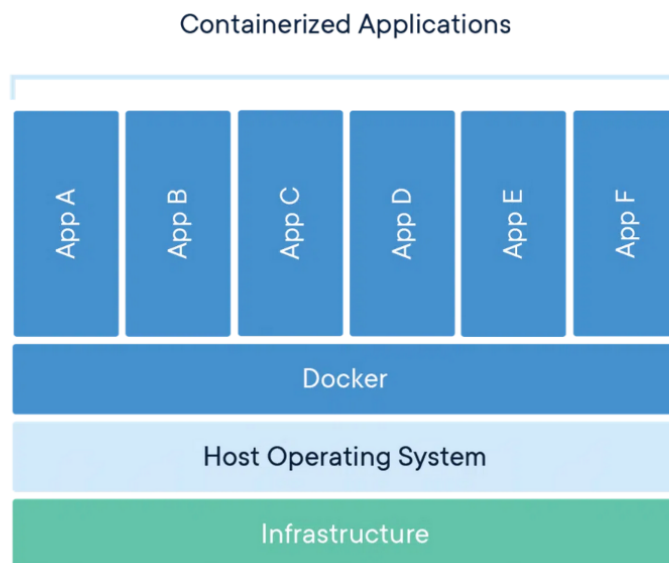 Containerized Applications
App A
App B
App C
App D
App E
App F
Docker
Host Operating System
Infrastructure